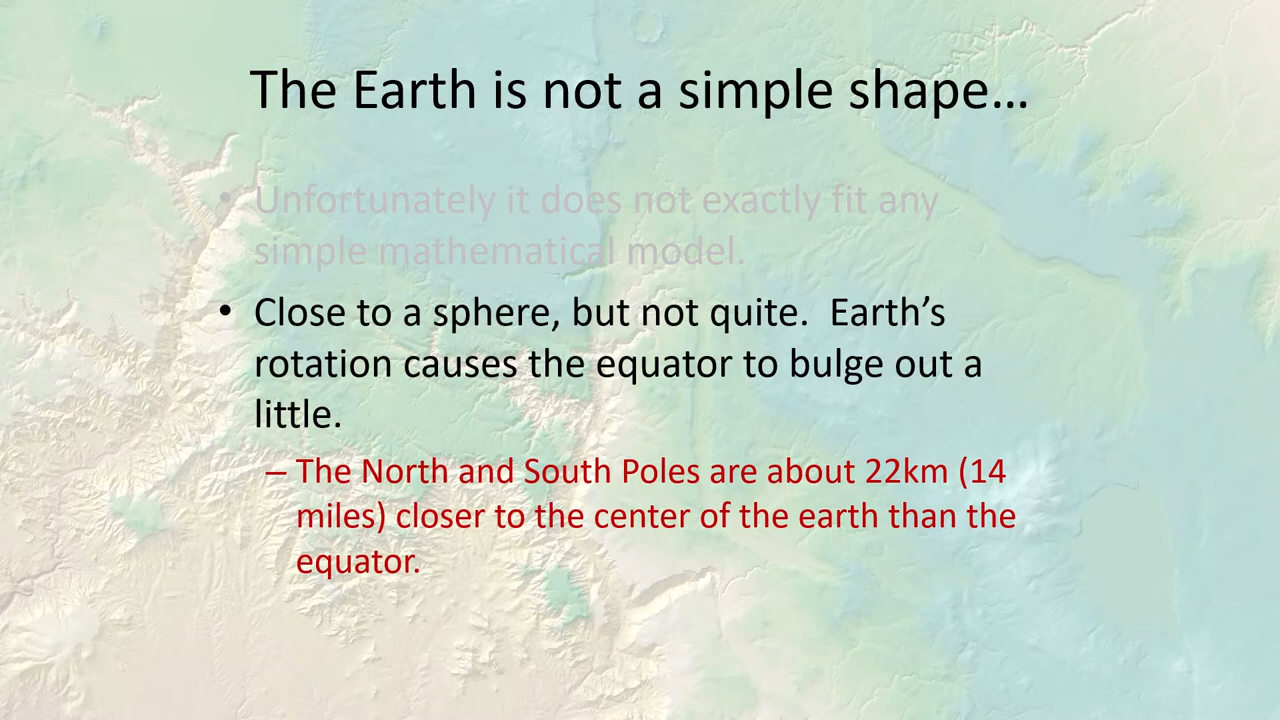 The Earth is not a simple shape…
• Unfortunately it does not exactly fit any
simple mathematical model.
• Close to a sphere, but not quite.  Earth’s
rotation causes the equator to bulge out a
little.
– The North and South Poles are about 22km (14
miles) closer to the center of the earth than the
equator.